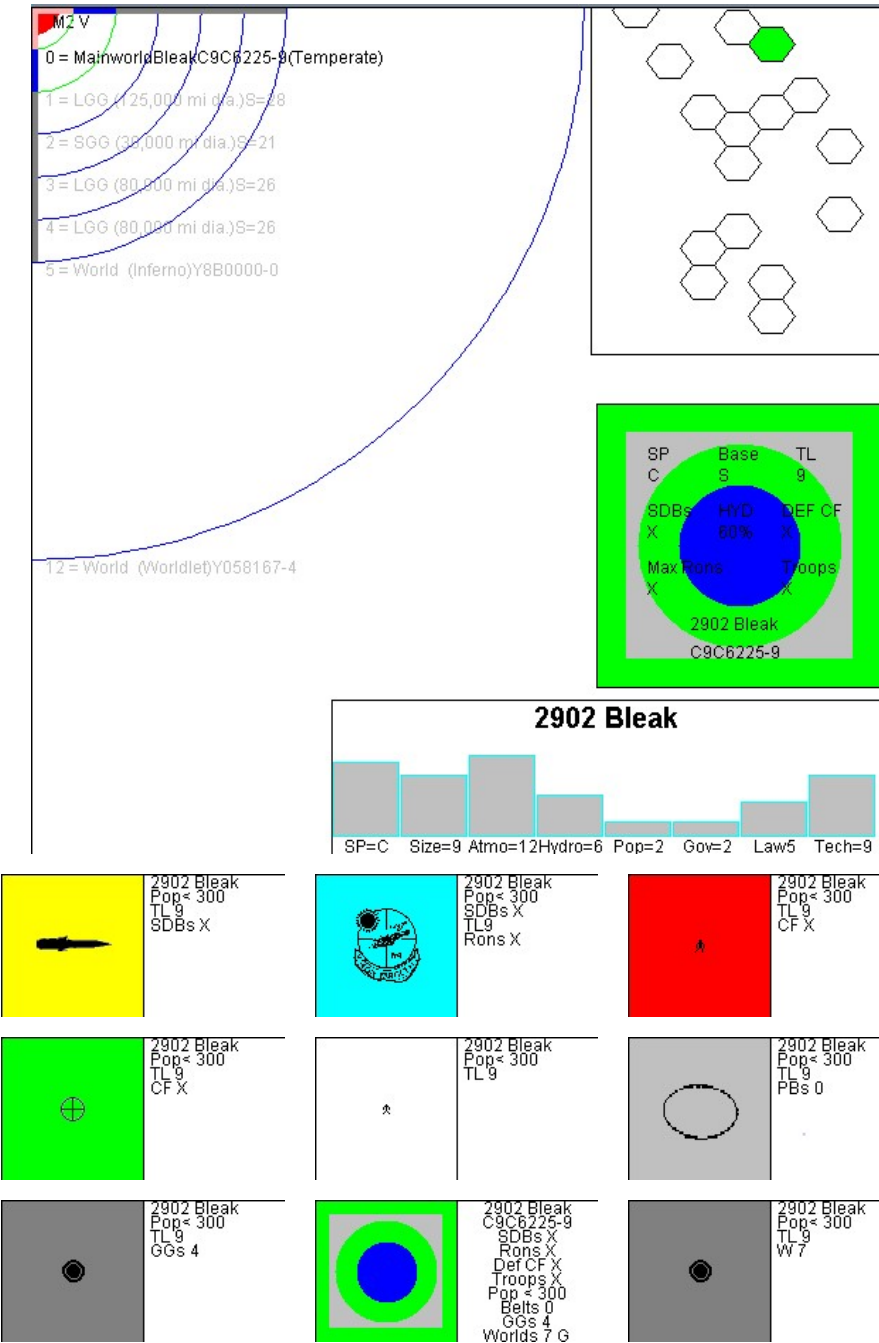 M2 V
0 = MainworldBleakC9C6225-9(Temperate)
1 = LGG (125,000 mi dia.)S=28
2 = SGG (30,000 mi dia.)S=21
3 = LGG (80,000 mi dia.)S=26
4 = LGG (80,000 mi dia.)S=26
5 = World (Inferno)Y8B0000-0
12 = World (Worldlet)Y058167-4
SP Base TL
C S 9
SDBs HYD DEF CF
X 60% X
Max Rons Troops
X X
2902 Bleak
C9C6225-9
2902 Bleak
SP=C Size=9 Atmo=12 Hydro=6 Pop=2 Gov=2 Law5 Tech=9
2902 Bleak
Pop< 300
TL 9
SDBs X
2902 Bleak
Pop< 300
SDBs X
TL9
Rons X
2902 Bleak
Pop< 300
TL 9
CF X
2902 Bleak
Pop< 300
TL 9
CF X
2902 Bleak
Pop< 300
TL 9
2902 Bleak
Pop< 300
TL 9
PBs 0
2902 Bleak
Pop< 300
TL 9
GGs 4
2902 Bleak
C9C6225-9
SDBs X
Rons X
Def CF X
Troops X
Pop < 300
Belts 0
GGs 4
Worlds 7 G
2902 Bleak
Pop< 300
TL 9
W 7